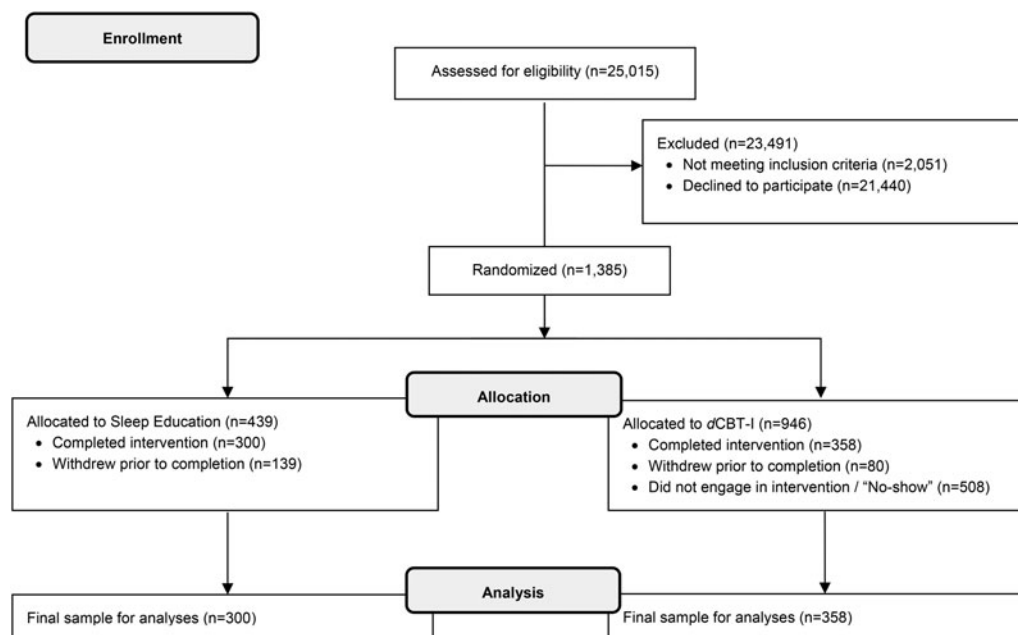 Enrollment
Assessed for eligibility (n=25,015)
Excluded (n=23,491)
• Not meeting inclusion criteria (n=2,051)
• Declined to participate (n=21,440)
Randomized (n=1,385)
Allocation
Allocated to Sleep Education (n=439)
• Completed intervention (n=300)
• Withdrew prior to completion (n=139)
Allocated to dCBT-I (n=946)
• Completed intervention (n=358)
• Withdrew prior to completion (n=80)
• Did not engage in intervention / “No-show” (n=508)
Analysis
Final sample for analyses (n=300)
Final sample for analyses (n=358)